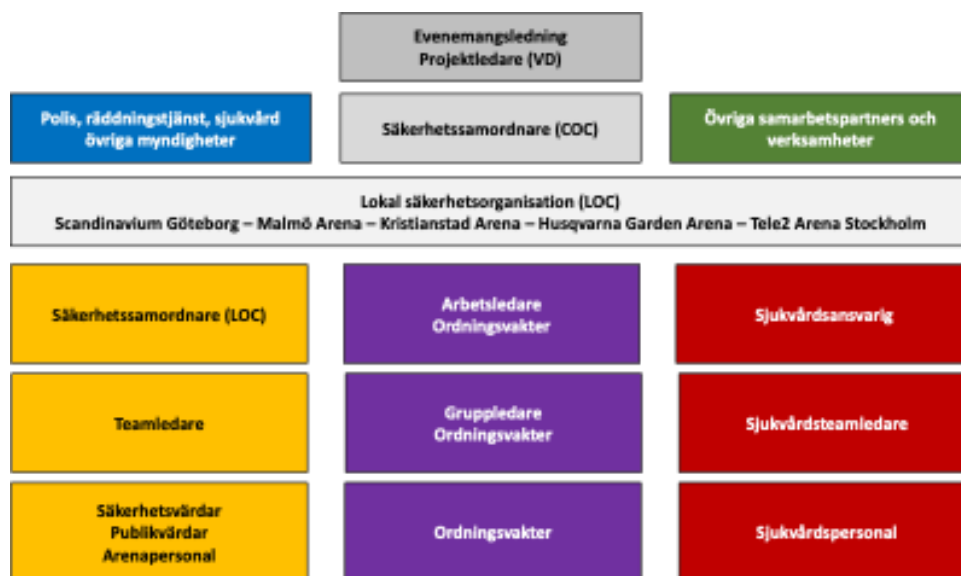 Evenemangsledning
Projektledare (VD)
Polis, räddningstjänst, sjukvård
övriga myndigheter
Säkerhetssamordnare (COC)
Övriga samarbetspartners och
verksamheter
Lokal säkerhetsorganisation (LOC)
Scandinavium Göteborg – Malmö Arena – Kristianstad Arena – Husqvarna Garden Arena – Tele2 Arena Stockholm
Säkerhetssamordnare (LOC)
Arbetsledare
Ordningsvakter
Sjukvårdsansvarig
Teamledare
Gruppledare
Ordningsvakter
Sjukvårdsteamledare
Säkerhetsvärdar
Publikvärdar
Arenapersonal
Ordningsvakter
Sjukvårdspersonal